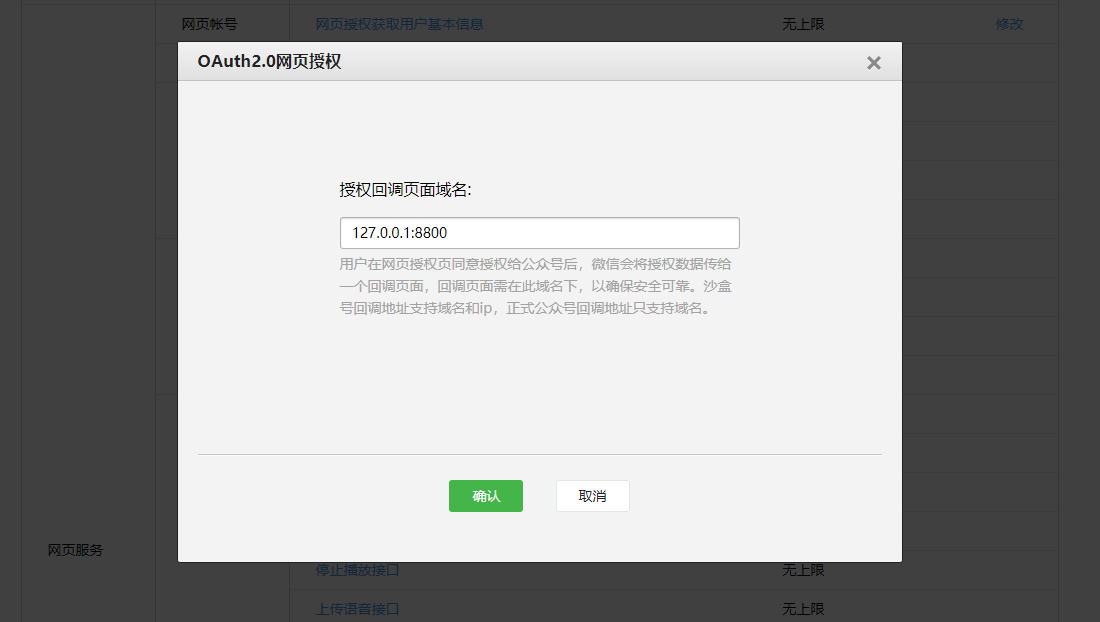 网页帐号 网页授权获取用户基本信息 无上限 修改
OAuth2.0网页授权
授权回调页面域名:
127.0.0.1:8800
用户在网页授权页同意授权给公众号后，微信会将授权数据传给
一个回调页面，回调页面需在此域名下，以确保安全可靠。沙盒
号回调地址支持域名和ip，正式公众号回调地址只支持域名。
确认 取消
网页服务
停止播放接口 无上限
上传语音接口 无上限